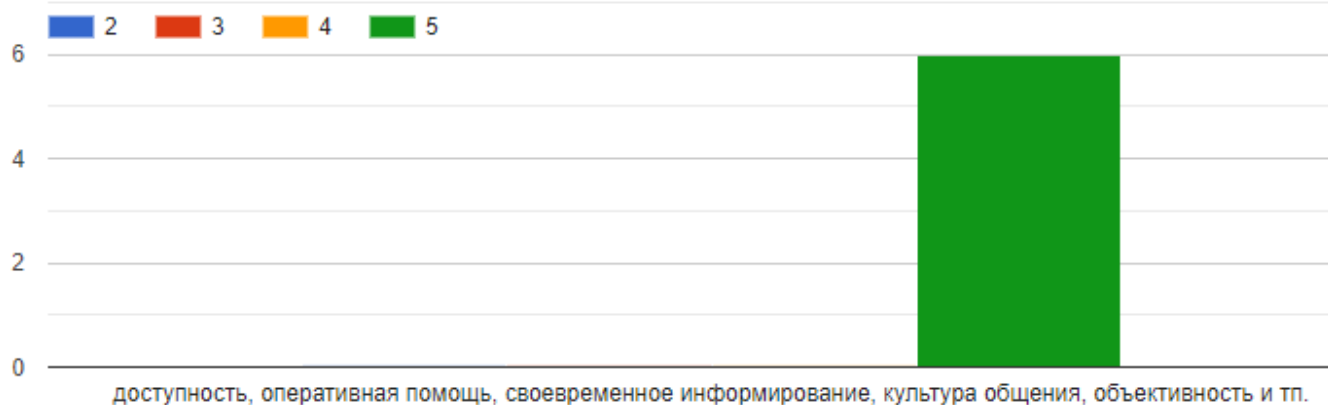 2 3 4 5
6
4
2
0
доступность, оперативная помощь, своевременное информирование, культура общения, объективность и тп.